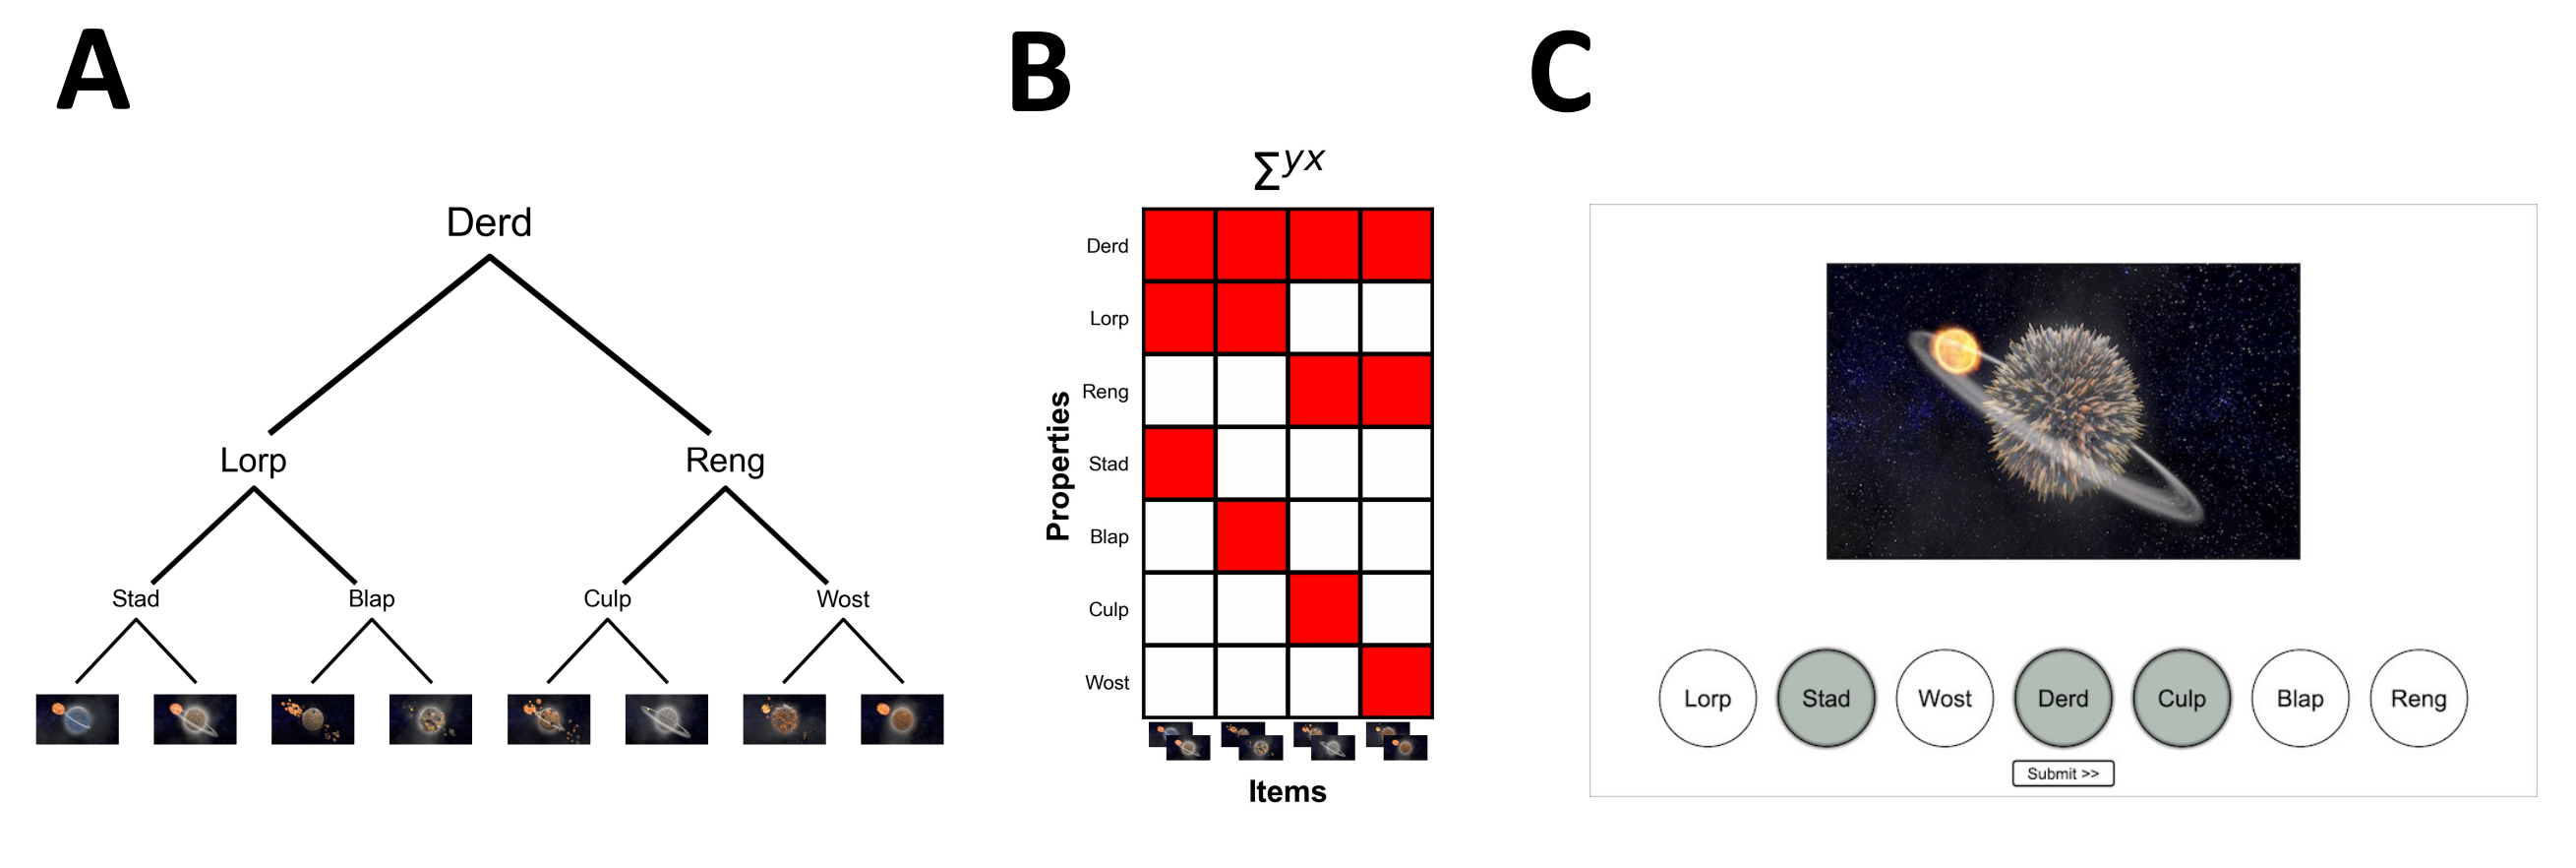 A
B
C
Derd
Lorp
Reng
Stad
Blap
Culp
Wost
Σyx
Properties
Derd
Lorp
Reng
Stad
Blap
Culp
Wost
Items
Lorp
Stad
Wost
Derd
Culp
Blap
Reng
Submit >>